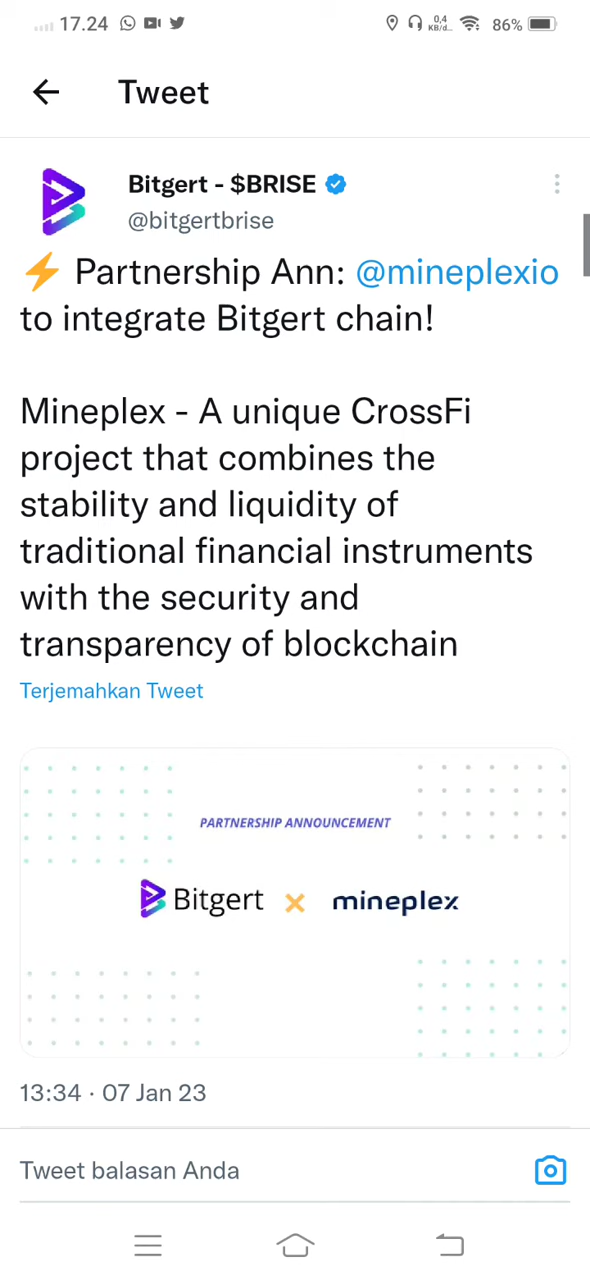 17.24
0,4
KB/d...
86%
Tweet
Bitgert - $BRISE
@bitgertbrise
⚡ Partnership Ann: @mineplexio
to integrate Bitgert chain!
Mineplex - A unique CrossFi
project that combines the
stability and liquidity of
traditional financial instruments
with the security and
transparency of blockchain
Terjemahkan Tweet
PARTNERSHIP ANNOUNCEMENT
Bitgert x mineplex
13:34 · 07 Jan 23
Tweet balasan Anda